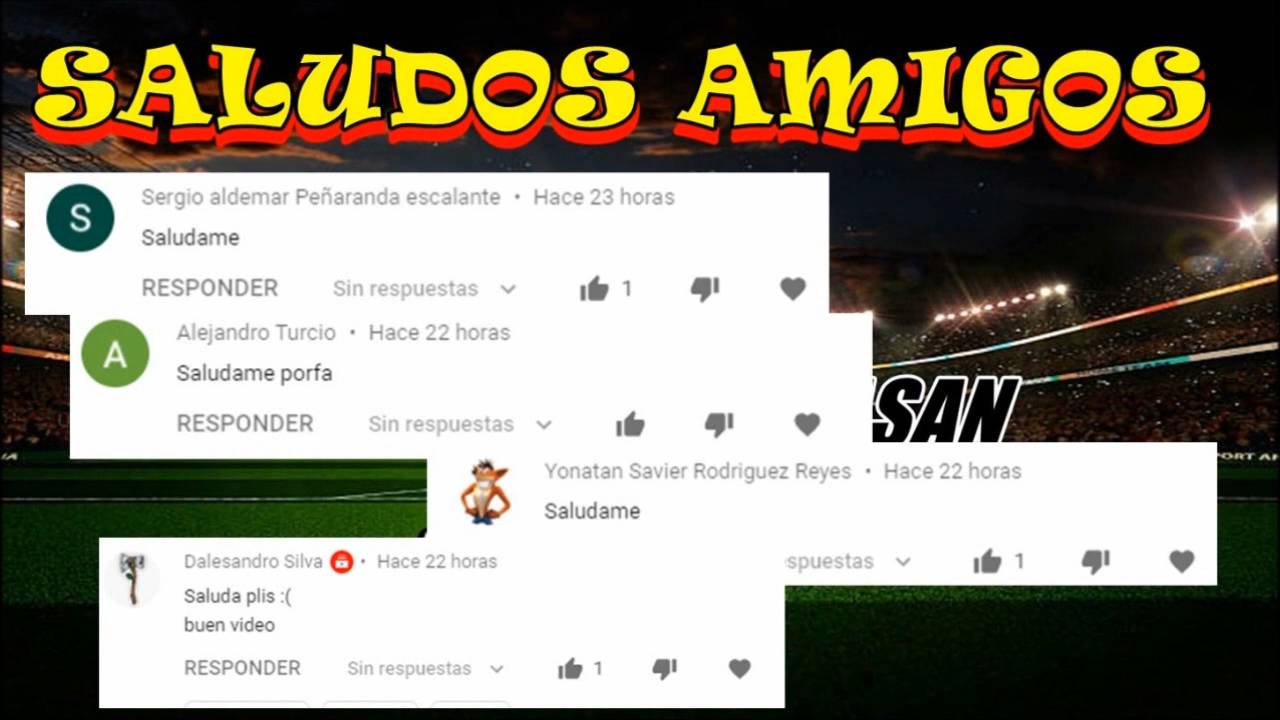 SALUDOS AMIGOS
S
Sergio aldemar Peñaranda escalante • Hace 23 horas
Saludame
RESPONDER Sin respuestas 1
A
Alejandro Turcio • Hace 22 horas
Saludame porfa
RESPONDER Sin respuestas
SAN
Yonatan Savier Rodriguez Reyes • Hace 22 horas
Saludame
spuestas 1
Dalesandro Silva • Hace 22 horas
Saluda plis :(
buen video
RESPONDER Sin respuestas 1